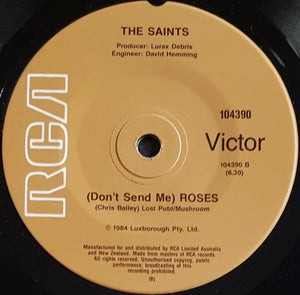 THE SAINTS
Producer: Lurax Debris
Engineer: David Hemming
RCA
104390
Victor
104390 B
(6.30)
(Don't Send Me) ROSES
(Chris Bailey) Lost Publ/Mushroom
℗ 1984 Luxborough Pty. Ltd.
Manufactured for and distributed by RCA Limited Australia
and New Zealand. Made from masters of RCA Limited.
All rights reserved. Unauthorised copying, public
performance, broadcasting of this
recording prohibited